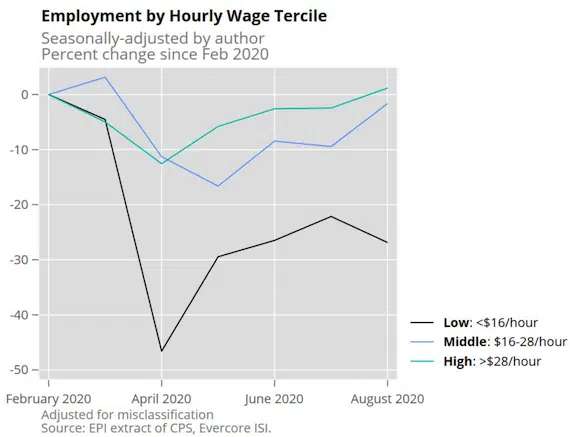 Employment by Hourly Wage Tercile
Seasonally-adjusted by author
Percent change since Feb 2020
0
-10
-20
-30
-40
-50
Low: <$16/hour
Middle: $16-28/hour
High: >$28/hour
February 2020 April 2020 June 2020 August 2020
Adjusted for misclassification
Source: EPI extract of CPS, Evercore ISI.